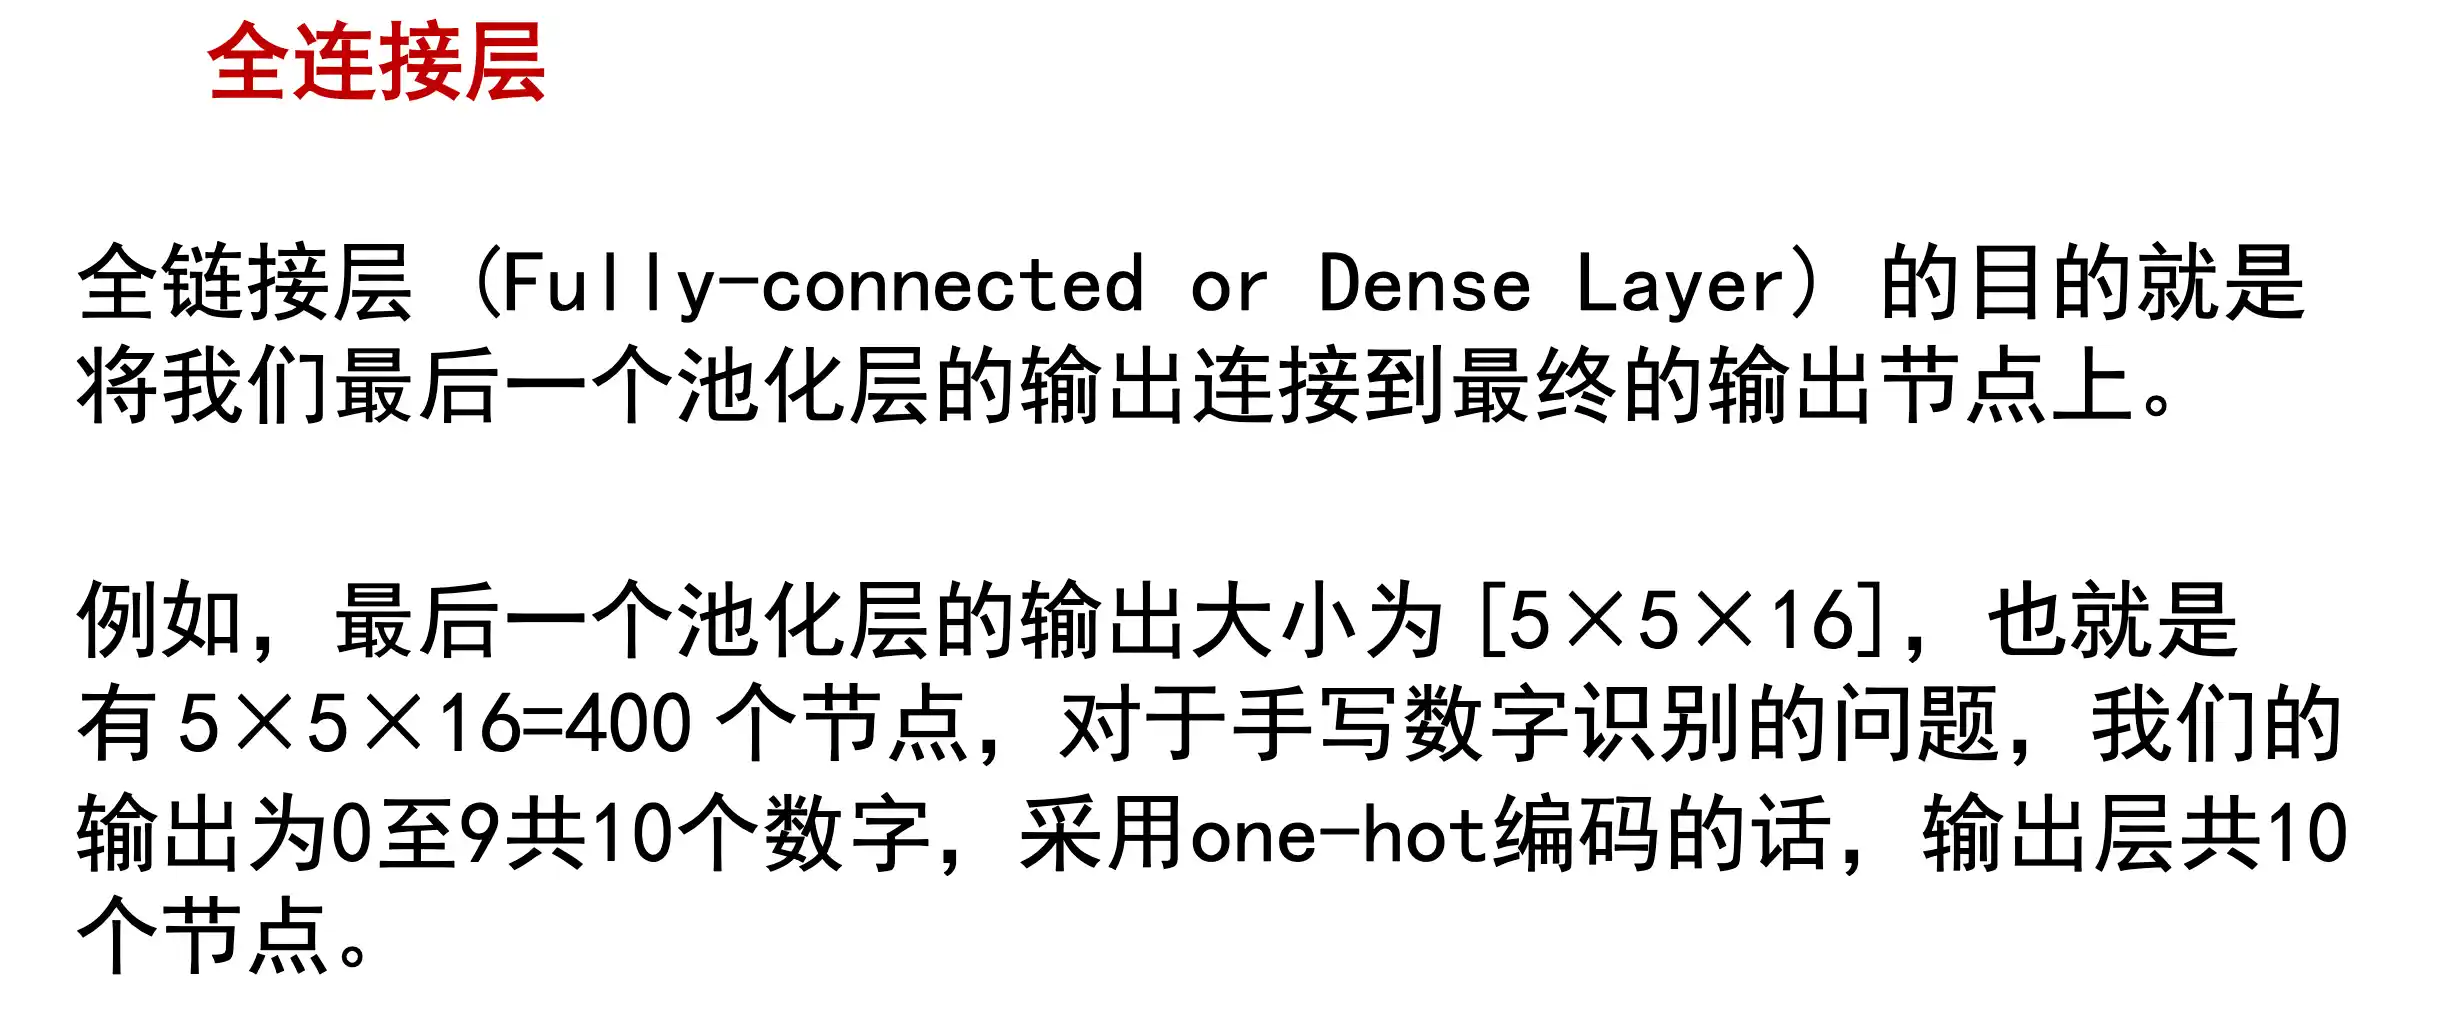 全连接层
全链接层 (Fully-connected or Dense Layer) 的目的就是
将我们最后一个池化层的输出连接到最终的输出节点上。
例如，最后一个池化层的输出大小为 [5×5×16]，也就是
有 5×5×16=400 个节点，对于手写数字识别的问题，我们的
输出为0至9共10个数字，采用one-hot编码的话，输出层共10
个节点。